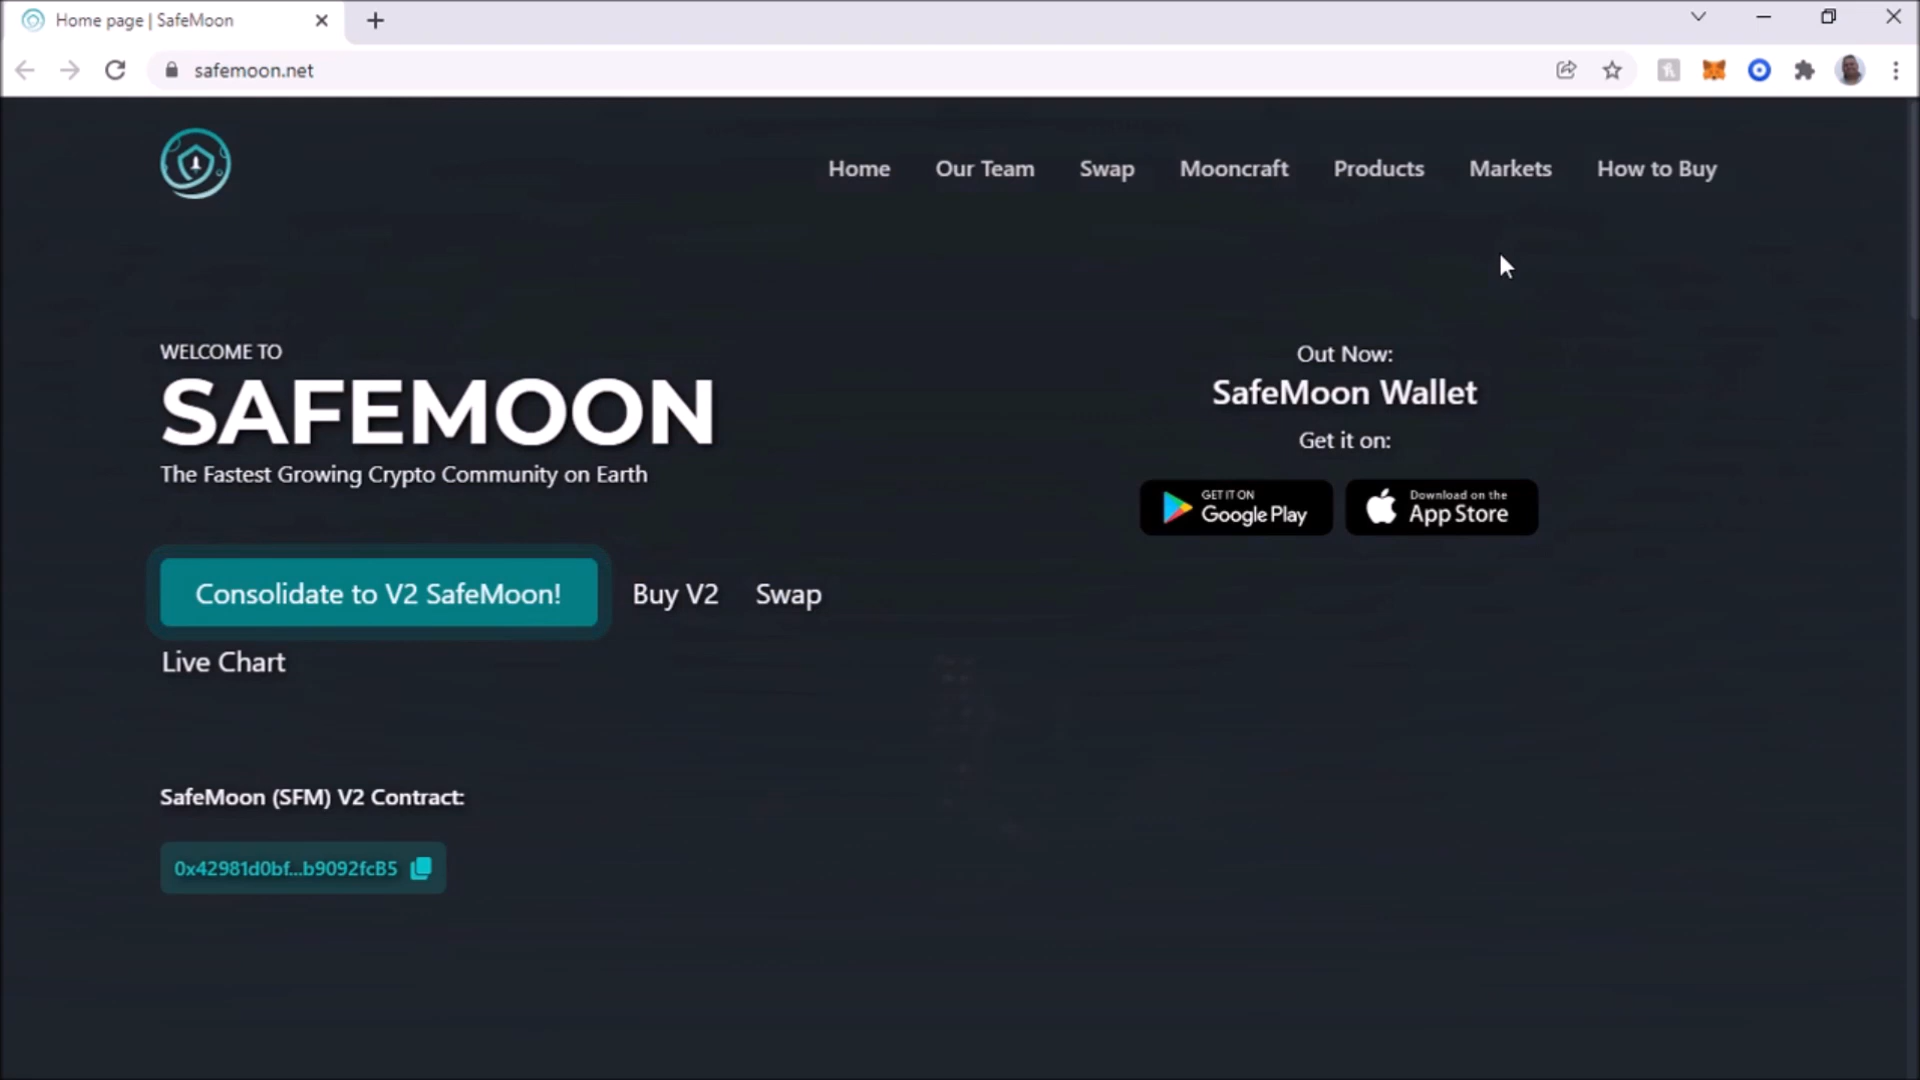 Home page | SafeMoon
safemoon.net
Home Our Team Swap Mooncraft Products Markets How to Buy
WELCOME TO
SAFEMOON
The Fastest Growing Crypto Community on Earth
Consolidate to V2 SafeMoon! Buy V2 Swap
Live Chart
SafeMoon (SFM) V2 Contract:
0x42981d0bf...b9092fcB5
Out Now:
SafeMoon Wallet
Get it on:
GET IT ON
Google Play
Download on the
App Store